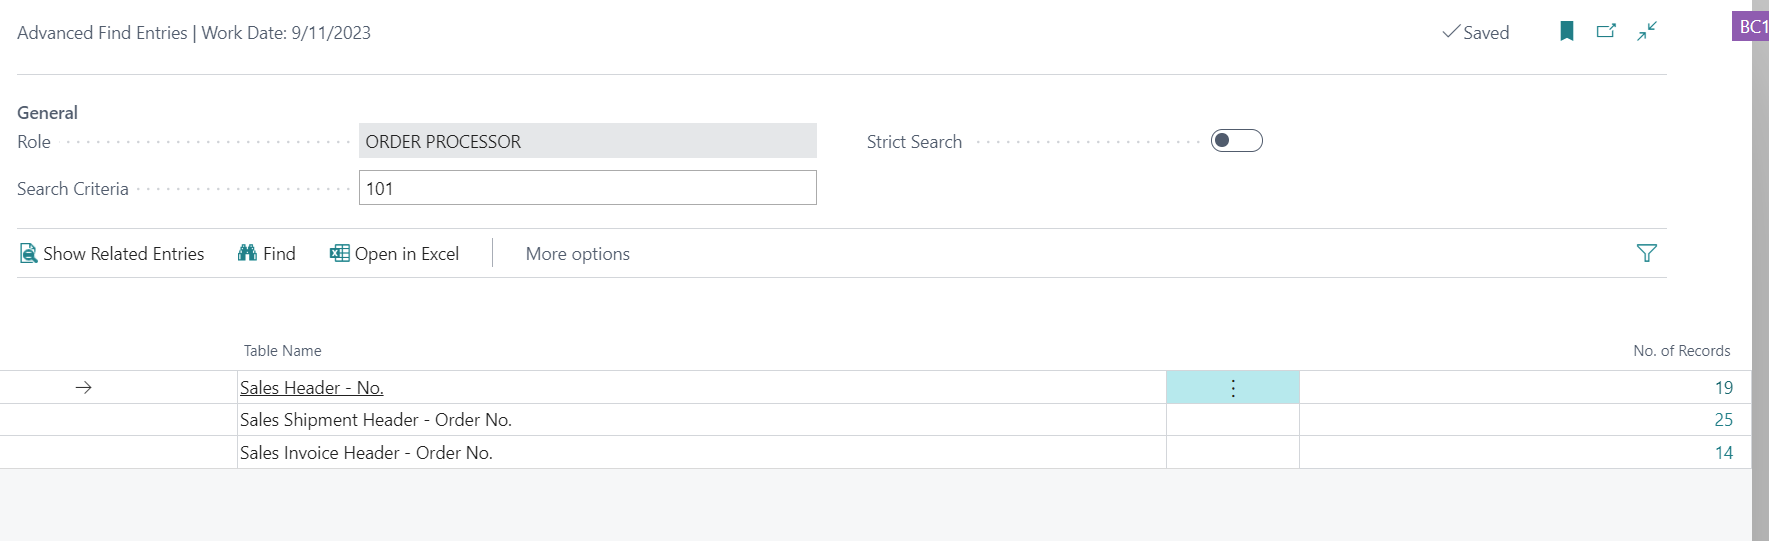 Advanced Find Entries | Work Date: 9/11/2023
Saved
BC1
General
Role
ORDER PROCESSOR
Strict Search
Search Criteria
101
Show Related Entries
Find
Open in Excel
More options
Table Name
No. of Records
Sales Header - No.
19
Sales Shipment Header - Order No.
25
Sales Invoice Header - Order No.
14